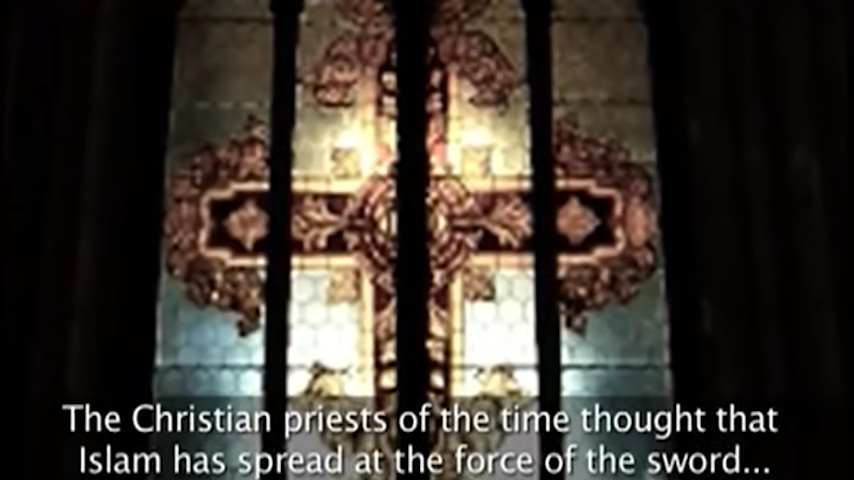 The Christian priests of the time thought that
Islam has spread at the force of the sword...